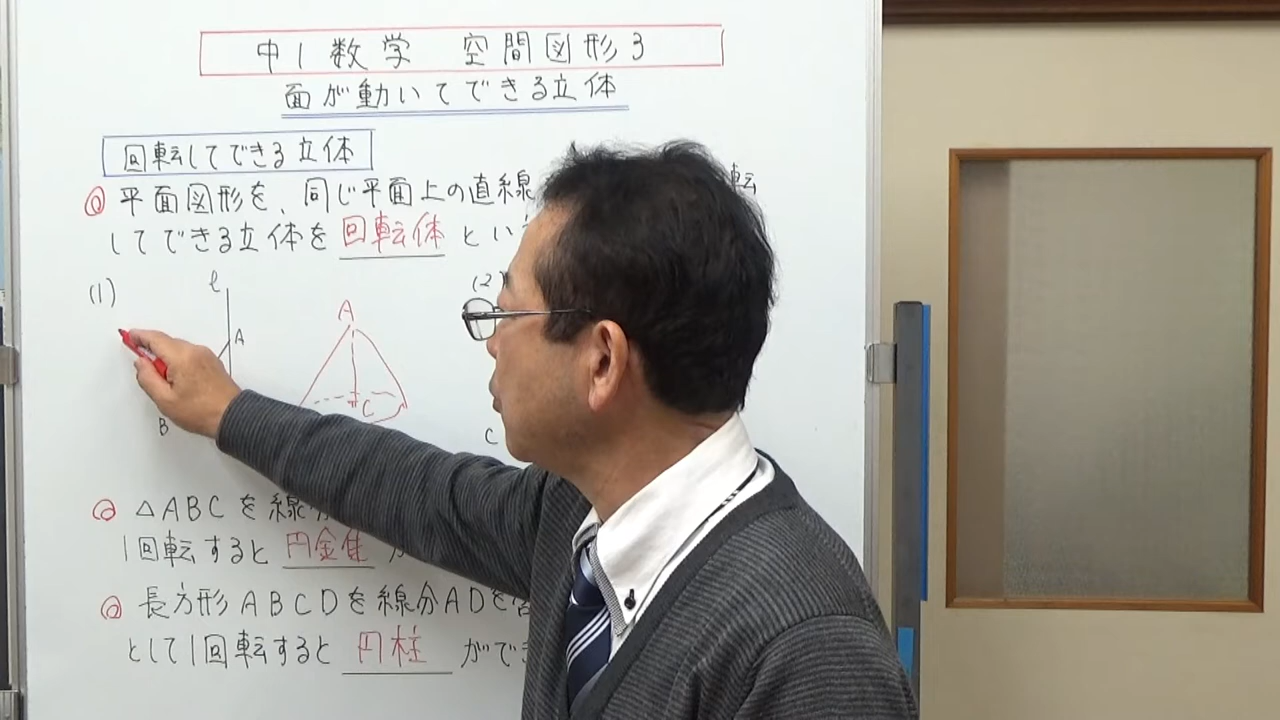 中1数学 空間図形3
面が動いてできる立体
回転してできる立体
◎ 平面図形を、同じ平面上の直線 転
してできる立体を 回転体 とい
(1) ℓ A B A C
(2) C
◎ △ABCを線分
1回転すると 円錐
◎ 長方形ABCDを線分ADを
として1回転すると 円柱 ができ